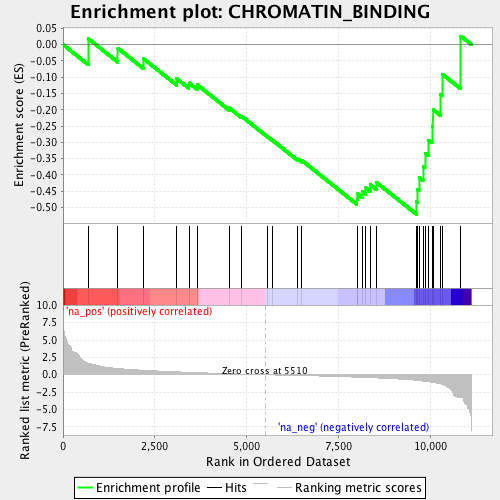 Enrichment plot: CHROMATIN_BINDING
Enrichment score (ES)
0.05
0.00
-0.05
-0.10
-0.15
-0.20
-0.25
-0.30
-0.35
-0.40
-0.45
-0.50
Ranked list metric (PreRanked)
10.0
7.5
5.0
2.5
0.0
-2.5
-5.0
-7.5
'na_pos' (positively correlated)
Zero cross at 5510
'na_neg' (negatively correlated)
0
2,500
5,000
7,500
10,000
Rank in Ordered Dataset
Enrichment profile
Hits
Ranking metric scores